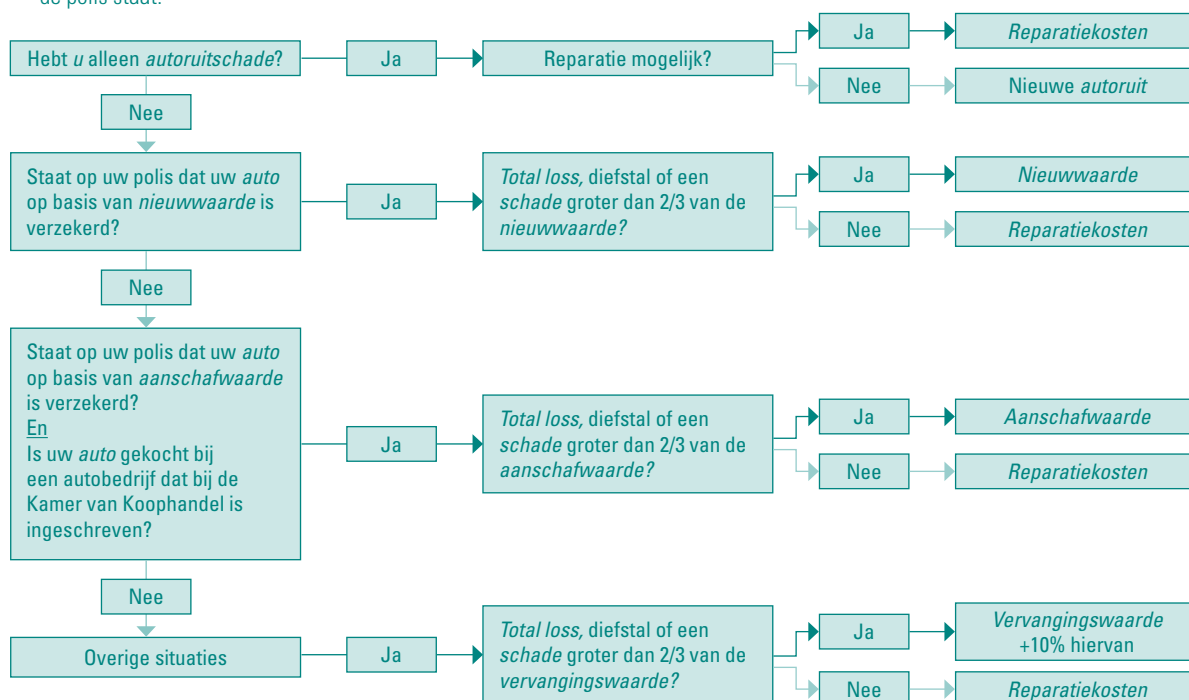 de polis staat.
Hebt u alleen autoruitschade?
Ja
Reparatie mogelijk?
Ja
Reparatiekosten
Nee
Nieuwe autoruit
Nee
Staat op uw polis dat uw auto
op basis van nieuwwaarde is
verzekerd?
Ja
Total loss, diefstal of een
schade groter dan 2/3 van de
nieuwwaarde?
Ja
Nieuwwaarde
Nee
Reparatiekosten
Nee
Staat op uw polis dat uw auto
op basis van aanschafwaarde
is verzekerd?
En
Is uw auto gekocht bij
een autobedrijf dat bij de
Kamer van Koophandel is
ingeschreven?
Ja
Total loss, diefstal of een
schade groter dan 2/3 van de
aanschafwaarde?
Ja
Aanschafwaarde
Nee
Reparatiekosten
Nee
Overige situaties
Ja
Total loss, diefstal of een
schade groter dan 2/3 van de
vervangingswaarde?
Ja
Vervangingswaarde
+10% hiervan
Nee
Reparatiekosten